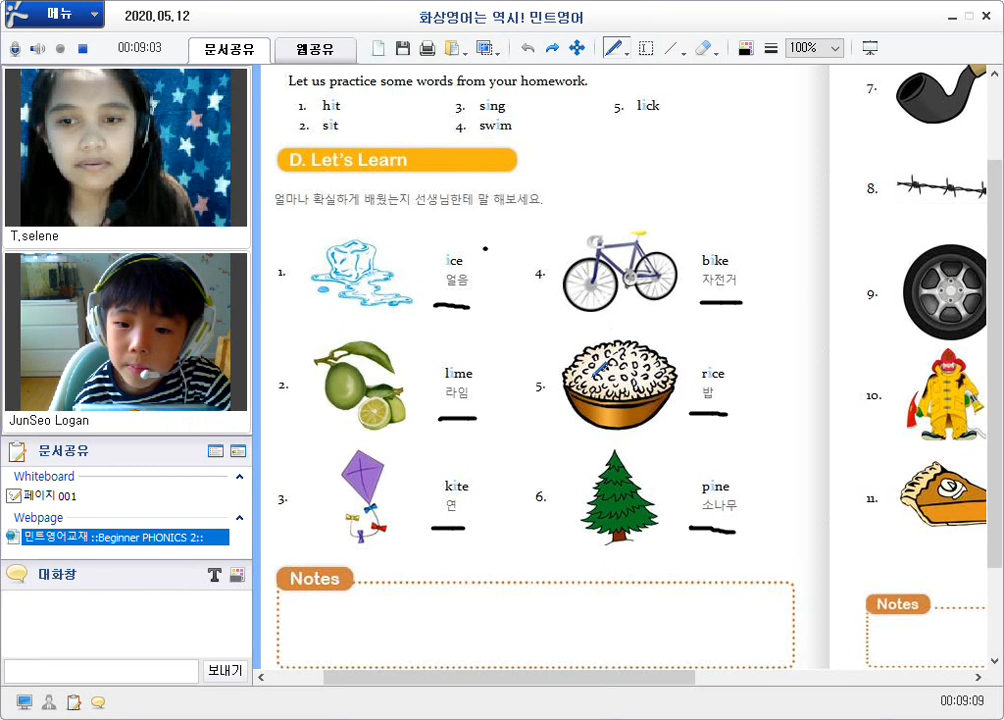 메뉴
2020.05.12
화상영어는 역시! 민트영어
00:09:03
문서공유
웹공유
100%
T.selene
JunSeo Logan
문서공유
Whiteboard
페이지 001
Webpage
민트영어교재 ::Beginner PHONICS 2::
대화창
보내기
Let us practice some words from your homework.
1. hit
3. sing
5. lick
2. sit
4. swim
D. Let's Learn
얼마나 확실하게 배웠는지 선생님한테 말 해보세요.
1.
ice
얼음
4.
bike
자전거
2.
lime
라임
5.
rice
밥
3.
kite
연
6.
pine
소나무
Notes
7.
8.
9.
10.
11.
Notes
00:09:09